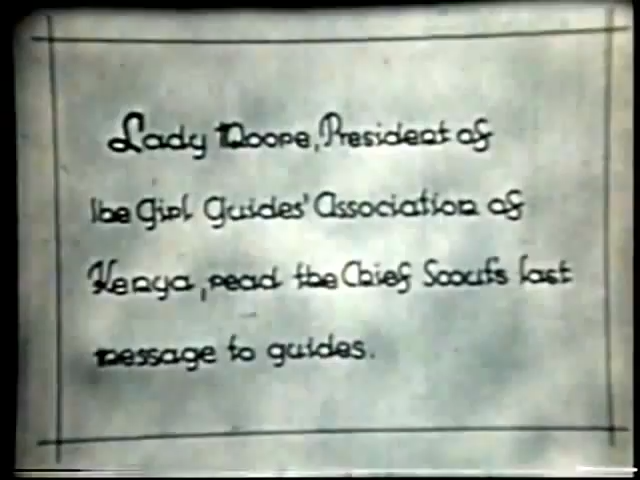 Lady Moore, President of
the Girl Guides' Association of
Kenya, read the Chief Scout's last
message to guides.